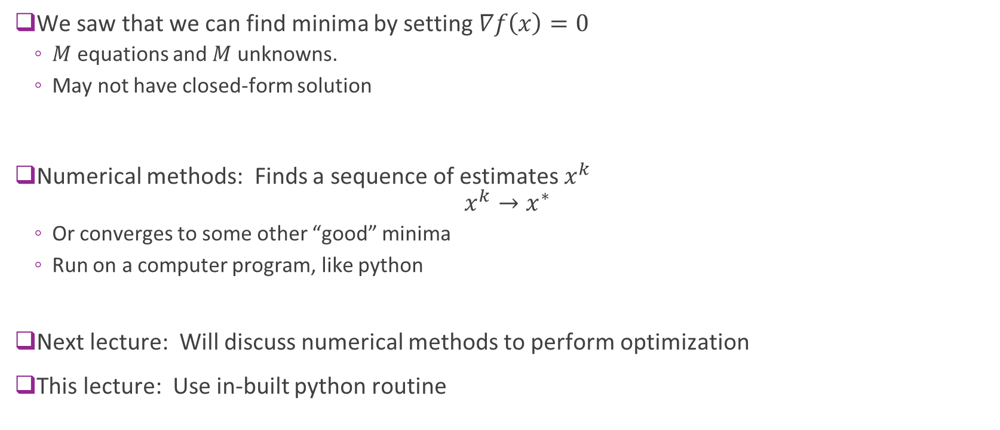 ❑We saw that we can find minima by setting ∇f(x) = 0
◦ M equations and M unknowns.
◦ May not have closed-form solution
❑Numerical methods: Finds a sequence of estimates x^k
x^k → x^*
◦ Or converges to some other “good” minima
◦ Run on a computer program, like python
❑Next lecture: Will discuss numerical methods to perform optimization
❑This lecture: Use in-built python routine